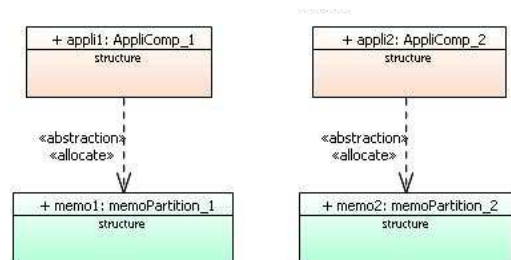 + appli1: AppliComp_1
structure
+ appli2: AppliComp_2
structure
«abstraction»
«allocate»
«abstraction»
«allocate»
+ memo1: memoPartition_1
structure
+ memo2: memoPartition_2
structure